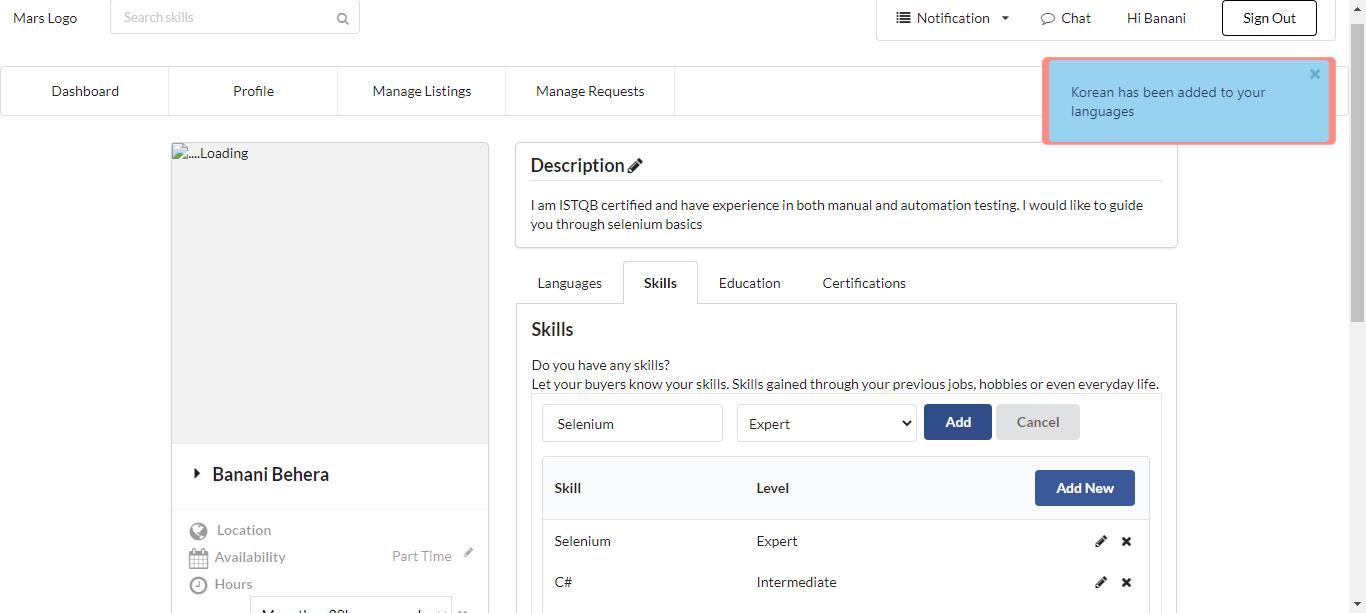 Mars Logo
Search skills
Notification
Chat
Hi Banani
Sign Out
Dashboard
Profile
Manage Listings
Manage Requests
Korean has been added to your
languages
....Loading
Description
I am ISTQB certified and have experience in both manual and automation testing. I would like to guide
you through selenium basics
Languages
Skills
Education
Certifications
Skills
Do you have any skills?
Let your buyers know your skills. Skills gained through your previous jobs, hobbies or even everyday life.
Selenium
Expert
Add
Cancel
Skill
Level
Add New
Selenium
Expert
C#
Intermediate
Banani Behera
Location
Availability
Part Time
Hours